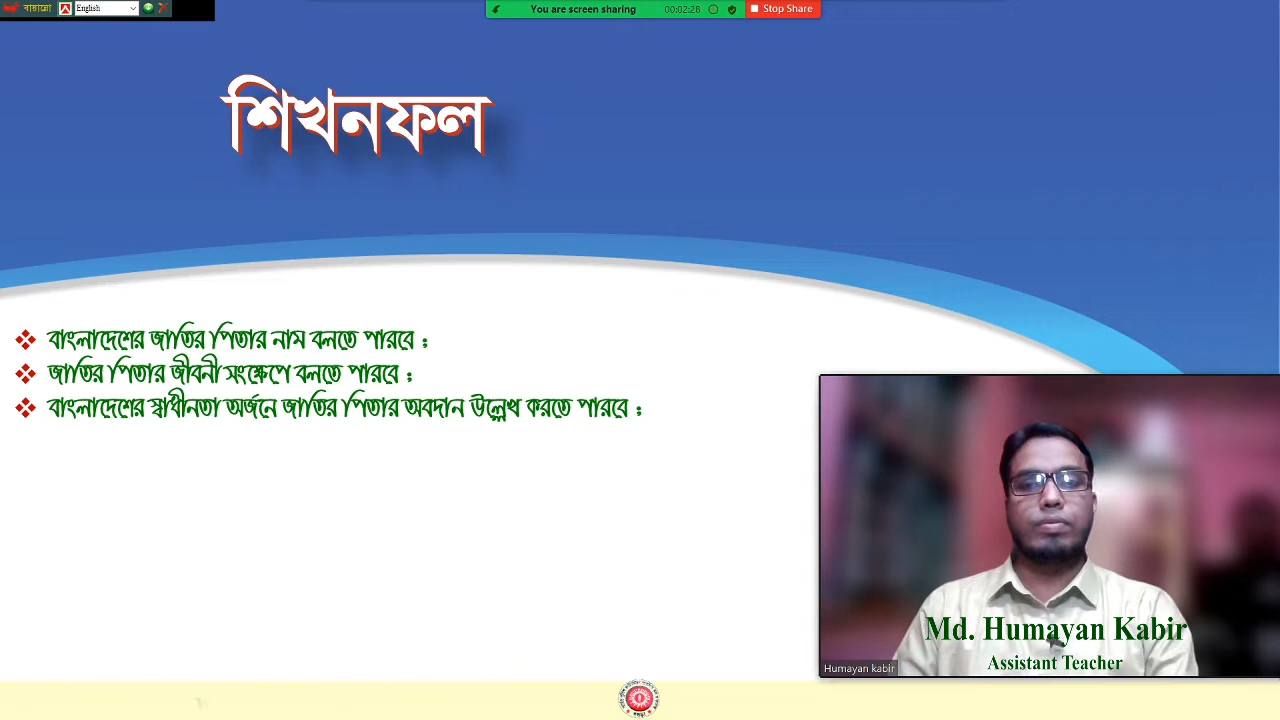 বায়ান্নো English
You are screen sharing 00:02:28 Stop Share
শিখনফল
বাংলাদেশের জাতির পিতার নাম বলতে পারবে ;
জাতির পিতার জীবনী সংক্ষেপে বলতে পারবে ;
বাংলাদেশের স্বাধীনতা অর্জনে জাতির পিতার অবদান উল্লেখ করতে পারবে ;
Md. Humayan Kabir
Assistant Teacher
Humayan kabir